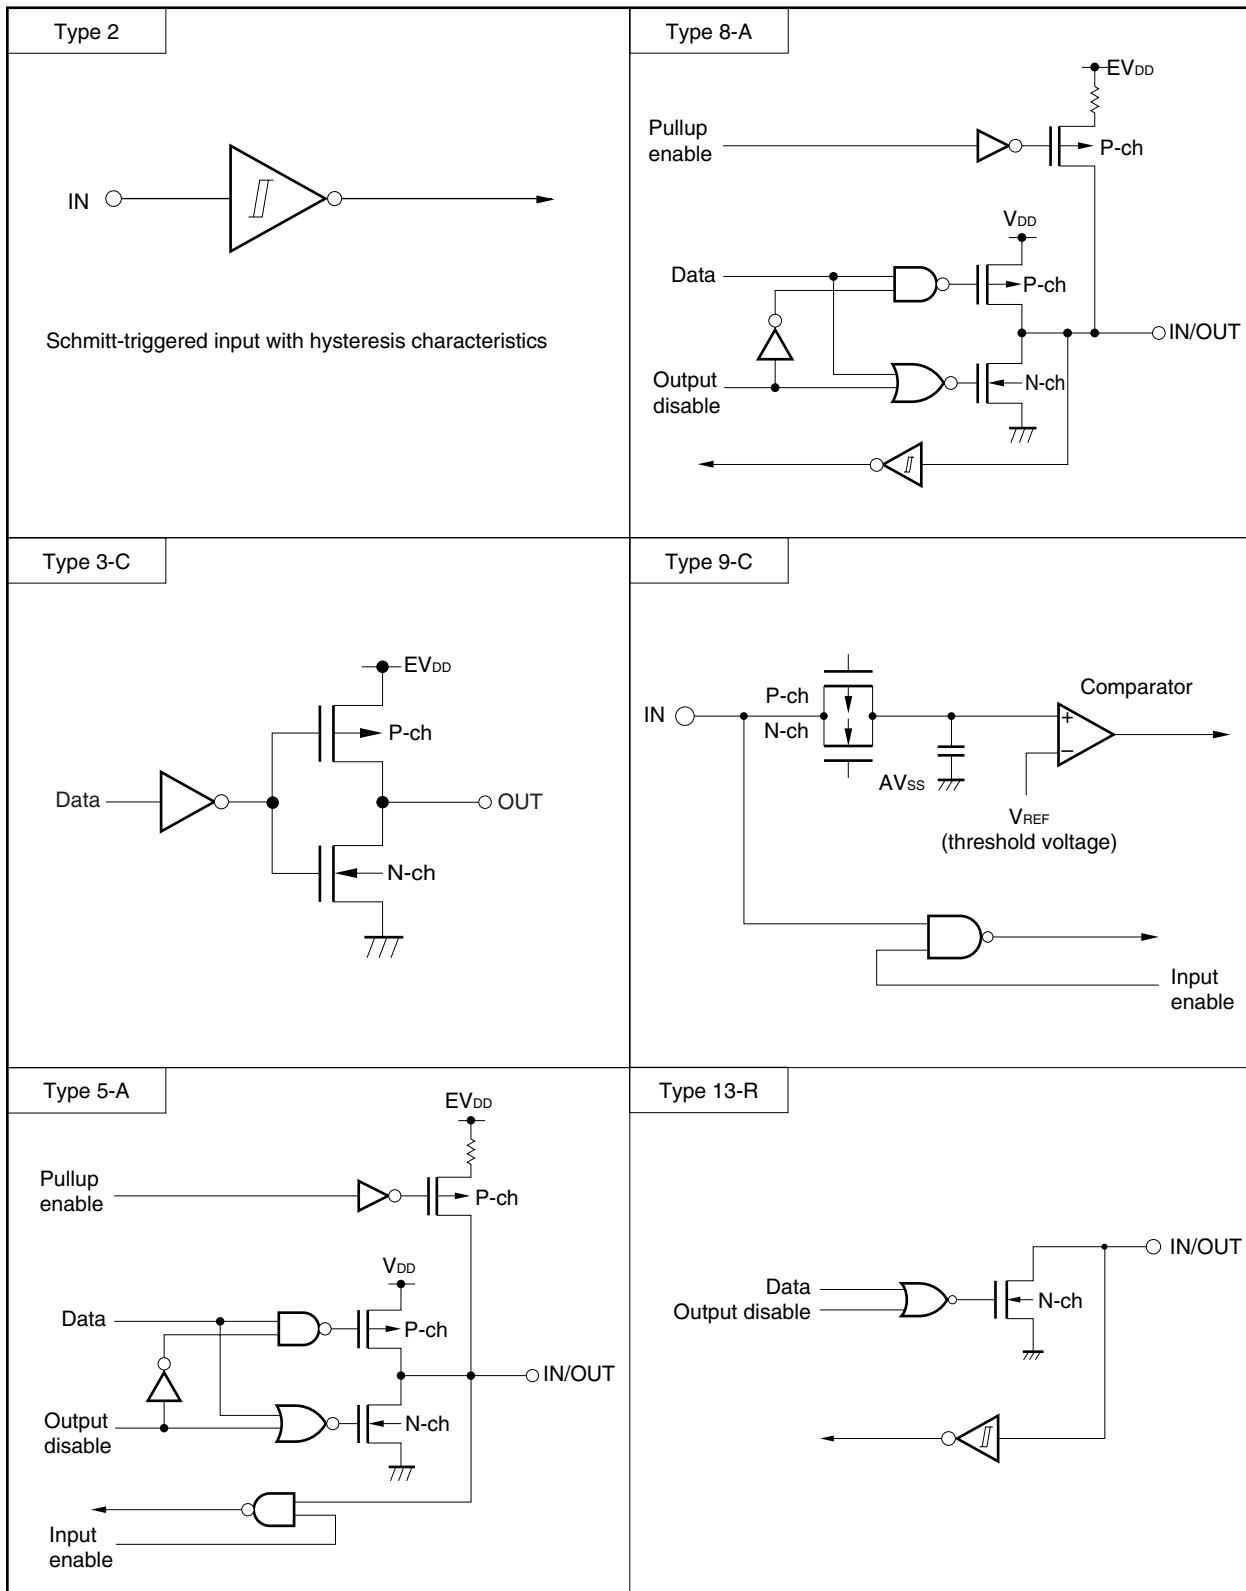 Type 2
IN
Schmitt-triggered input with hysteresis characteristics
Type 8-A
EVDD
Pullup
enable
P-ch
VDD
Data
P-ch
IN/OUT
Output
disable
N-ch
Type 3-C
EVDD
P-ch
Data
OUT
N-ch
Type 9-C
Comparator
P-ch
IN
N-ch
+
−
AVSS
VREF
(threshold voltage)
Input
enable
Type 5-A
EVDD
Pullup
enable
P-ch
VDD
Data
P-ch
IN/OUT
Output
disable
N-ch
Input
enable
Type 13-R
IN/OUT
Data
Output disable
N-ch